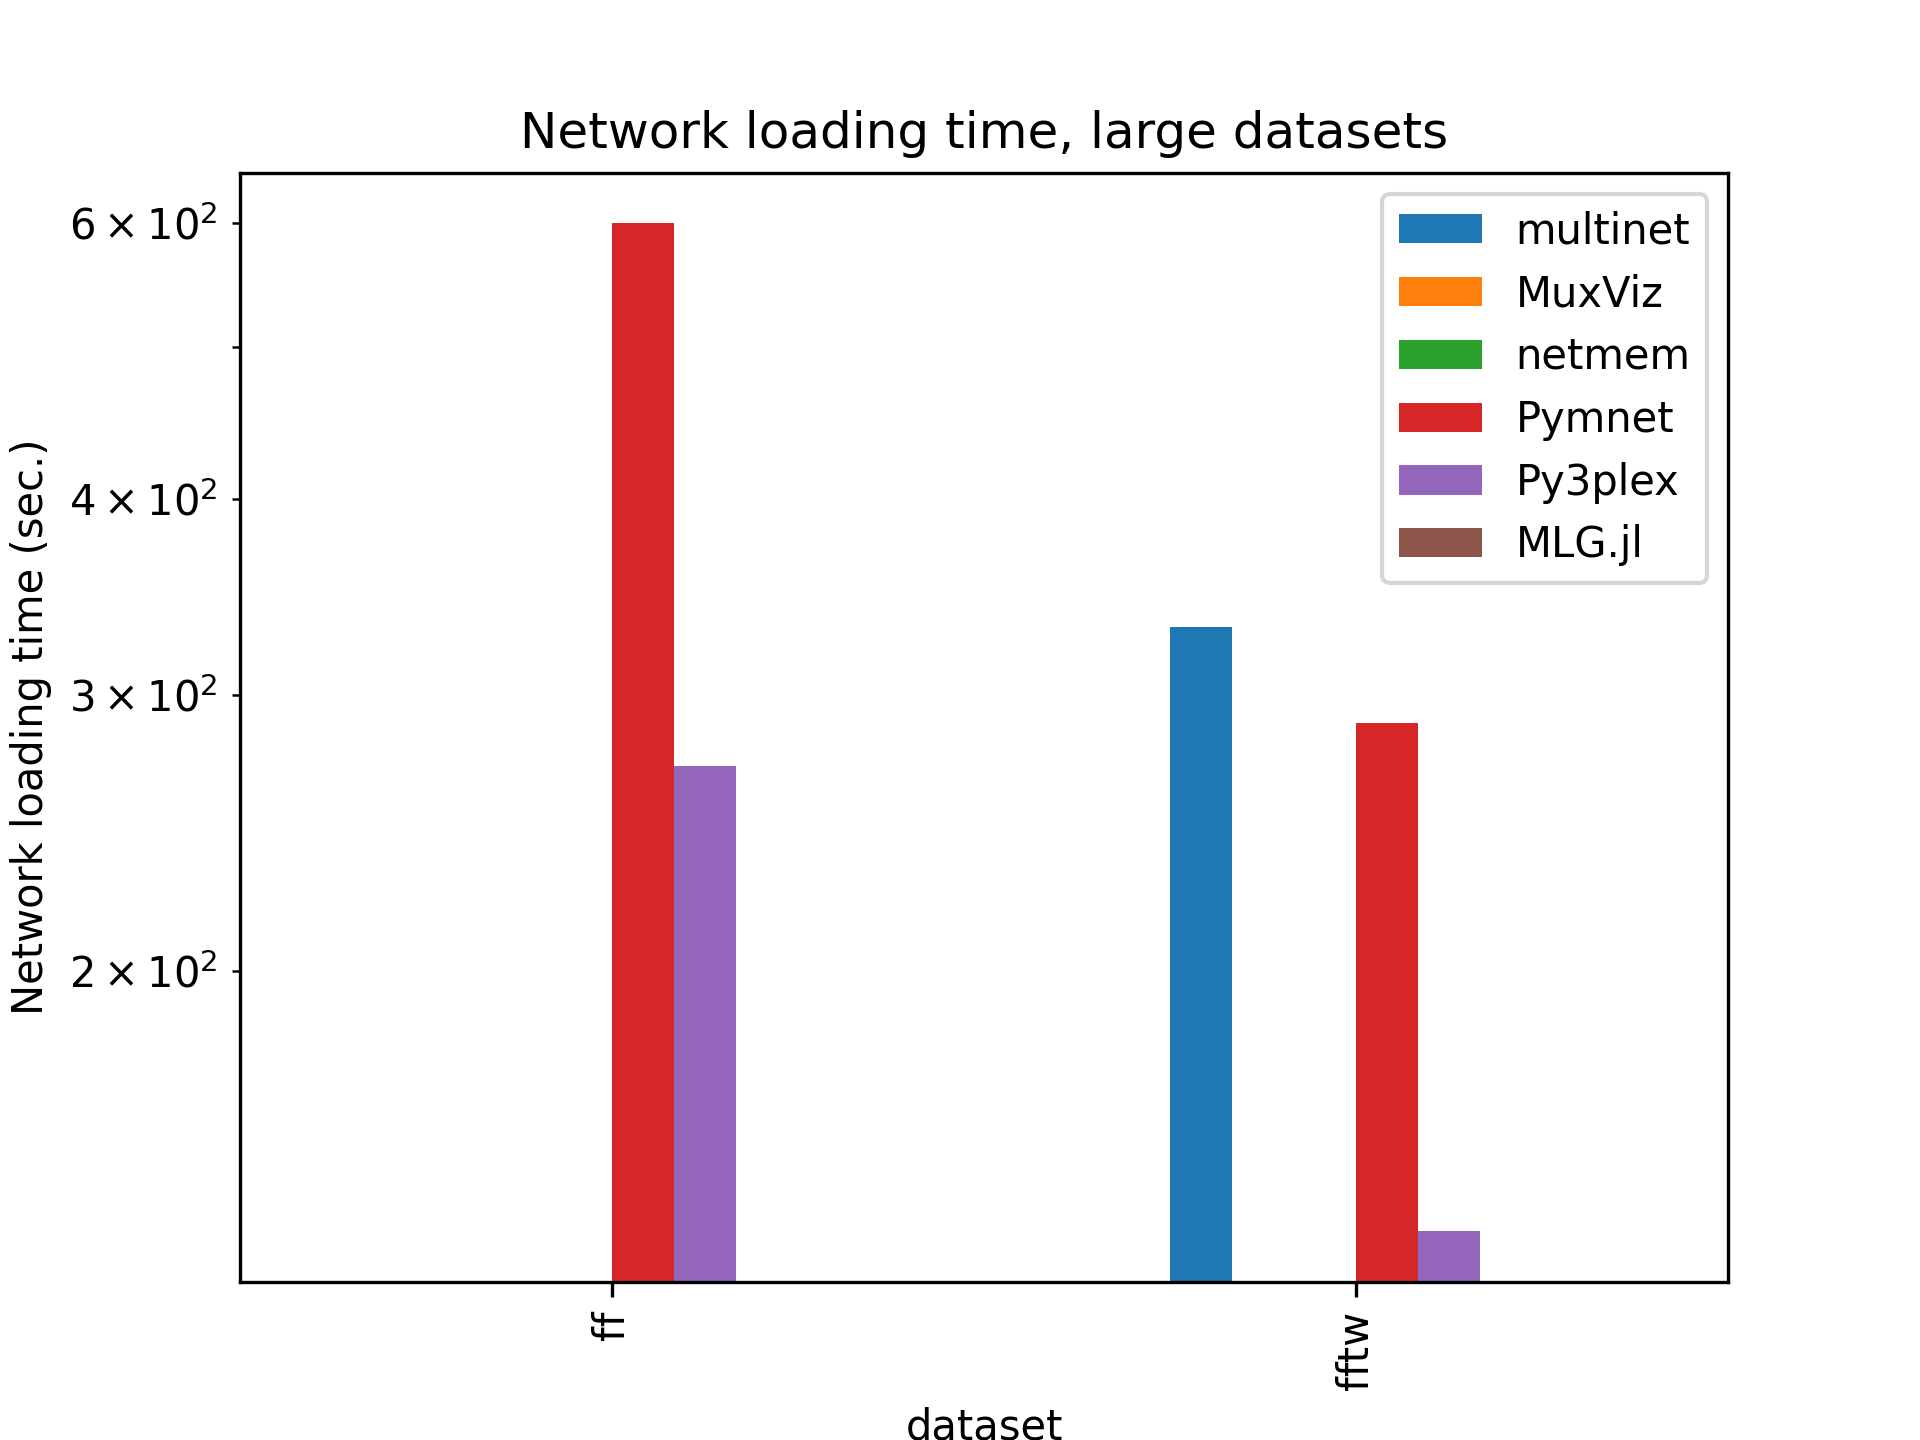 Network loading time, large datasets
6 × 10²
4 × 10²
3 × 10²
2 × 10²
Network loading time (sec.)
multinet
MuxViz
netmem
Pymnet
Py3plex
MLG.jl
ff
fftw
dataset